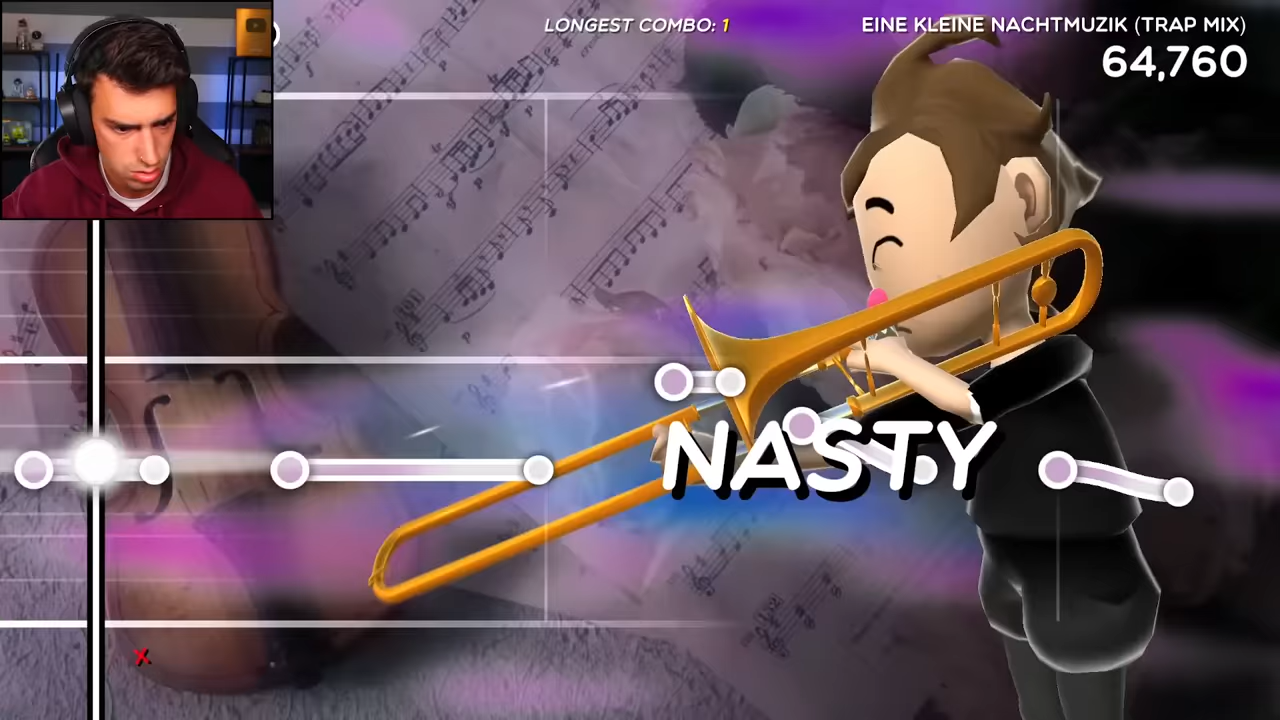 LONGEST COMBO: 1
EINE KLEINE NACHTMUZIK (TRAP MIX)
64,760
NASTY
X